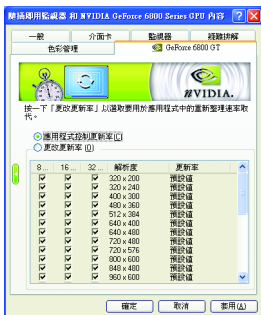 隨插即用監視器 和 NVIDIA GeForce 6800 Series GPU 內容
一般 介面卡 監視器 疑難排解
色彩管理 GeForce 6800 GT
NVIDIA.
按一下「更改更新率」以選取要用於應用程式中的重新整理速率取
代。
應用程式控制更新率(C)
更改更新率(O)
8... 16... 32... 解析度 更新率
320 x 200 預設值
320 x 240 預設值
400 x 300 預設值
480 x 360 預設值
512 x 384 預設值
640 x 400 預設值
640 x 480 預設值
720 x 480 預設值
720 x 576 預設值
800 x 600 預設值
848 x 480 預設值
960 x 600 預設值
確定 取消 套用(A)